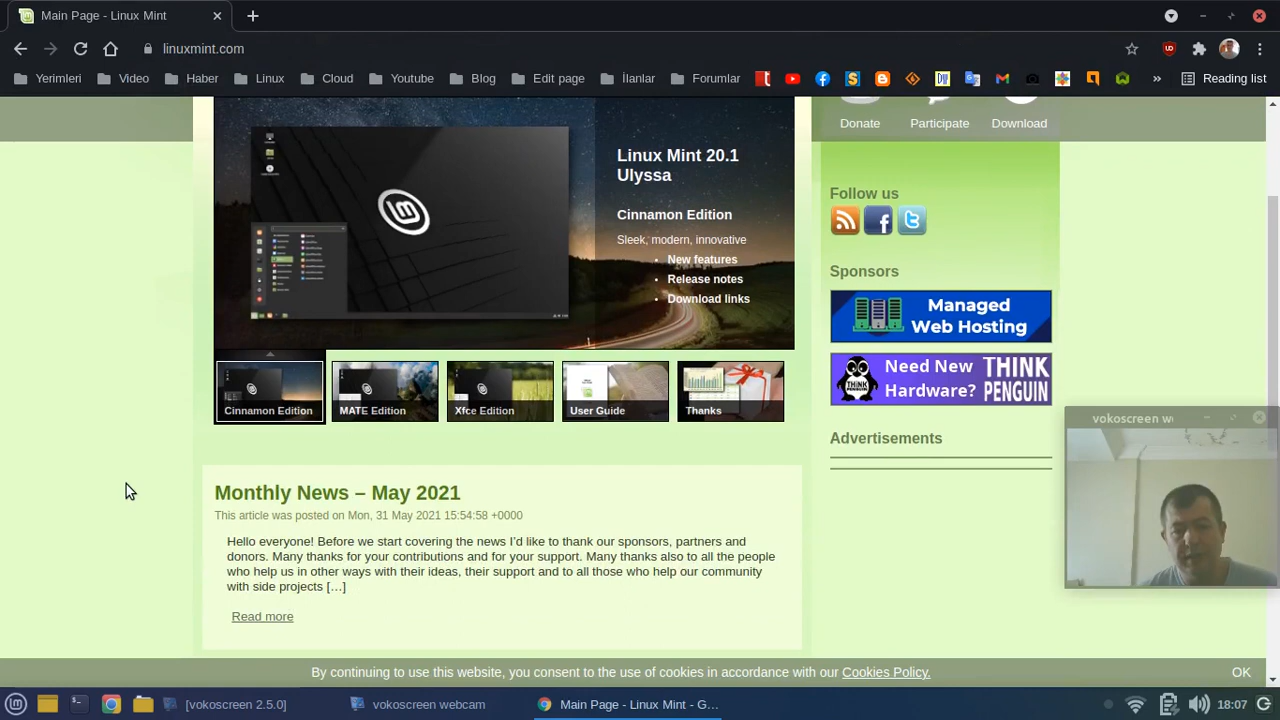 Main Page - Linux Mint
linuxmint.com
Yerimleri
Video
Haber
Linux
Cloud
Youtube
Blog
Edit page
İlanlar
Forumlar
»
Reading list
Donate
Participate
Download
Linux Mint 20.1
Ulyssa
Cinnamon Edition
Sleek, modern, innovative
• New features
• Release notes
• Download links
Cinnamon Edition
MATE Edition
Xfce Edition
User Guide
Thanks
Follow us
Sponsors
Managed
Web Hosting
Need New
Hardware?
THINK
PENGUIN
Advertisements
vokoscreen we
Monthly News – May 2021
This article was posted on Mon, 31 May 2021 15:54:58 +0000
Hello everyone! Before we start covering the news I'd like to thank our sponsors, partners and
donors. Many thanks for your contributions and for your support. Many thanks also to all the people
who help us in other ways with their ideas, their support and to all those who help our community
with side projects […]
Read more
By continuing to use this website, you consent to the use of cookies in accordance with our Cookies Policy.
OK
[vokoscreen 2.5.0]
vokoscreen webcam
Main Page - Linux Mint - G...
18:07